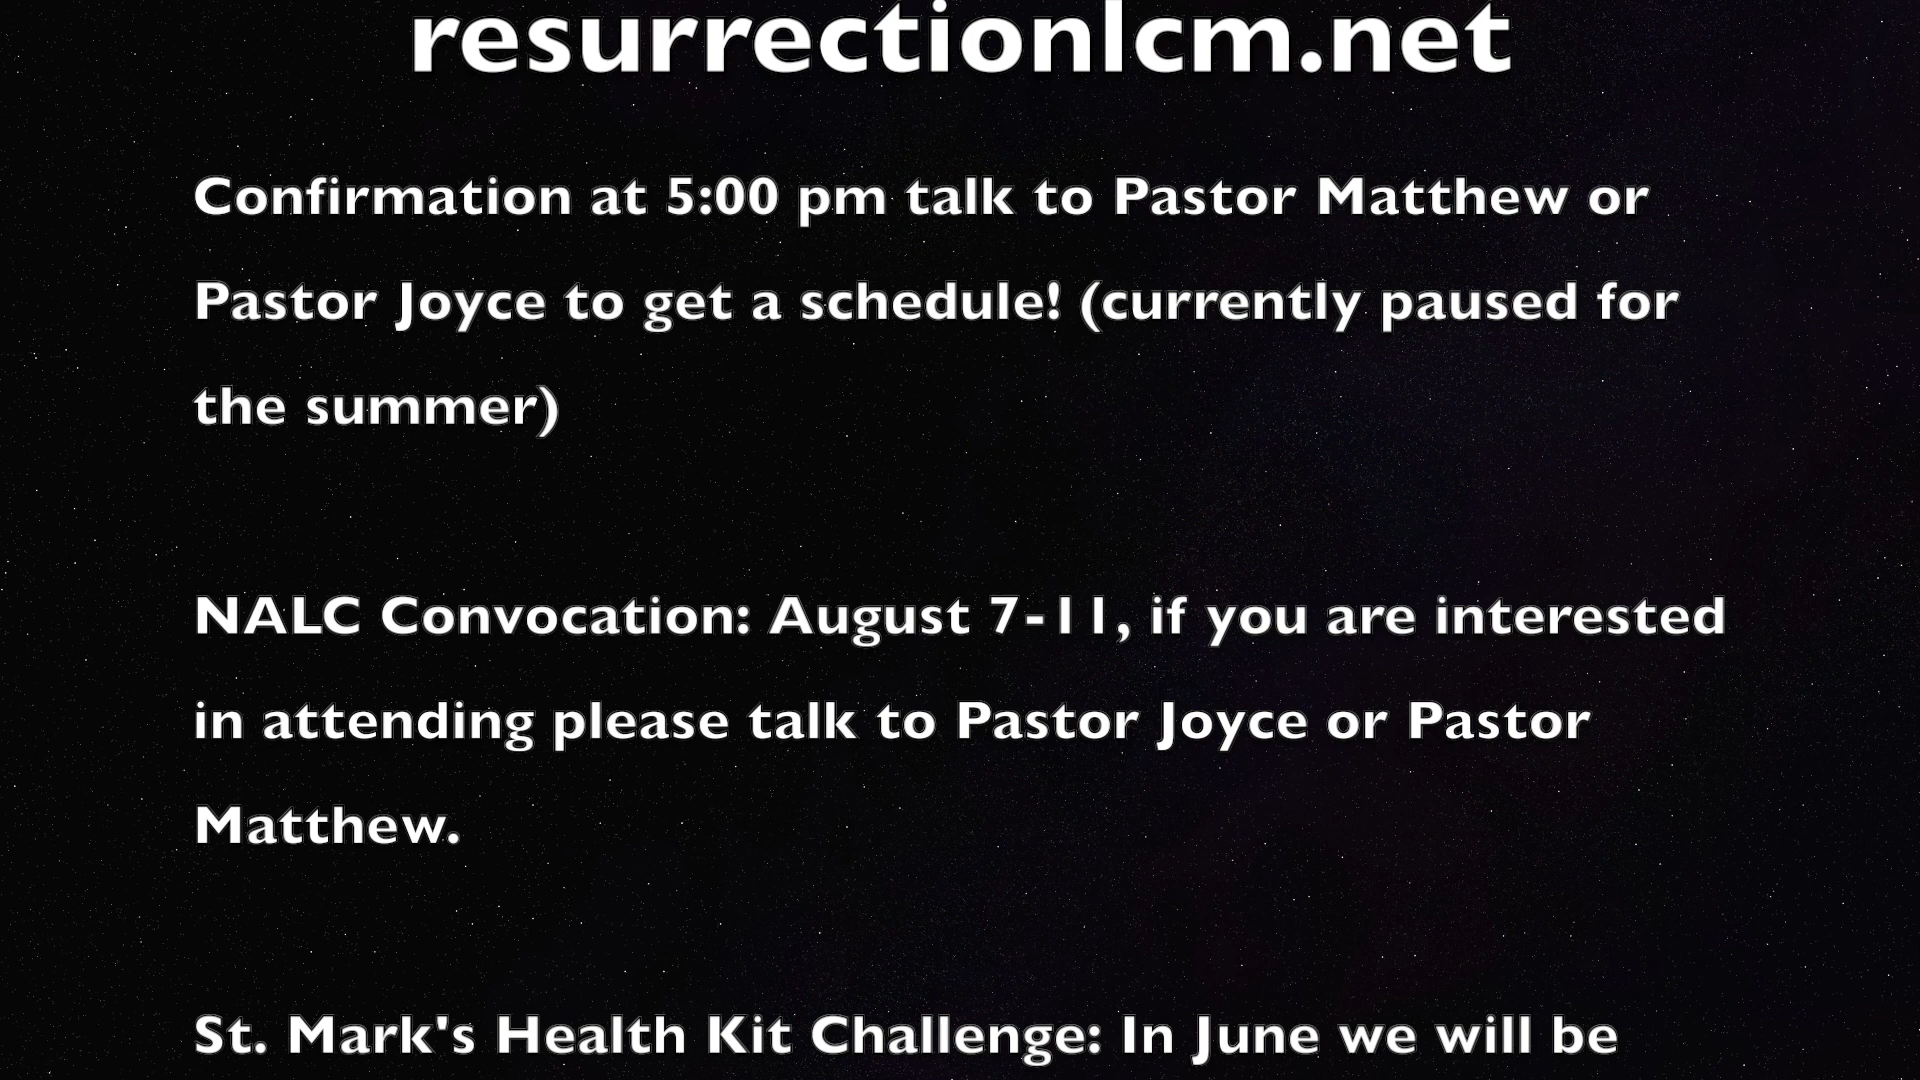 resurrectionlcm.net
Confirmation at 5:00 pm talk to Pastor Matthew or
Pastor Joyce to get a schedule! (currently paused for
the summer)
NALC Convocation: August 7-11, if you are interested
in attending please talk to Pastor Joyce or Pastor
Matthew.
St. Mark's Health Kit Challenge: In June we will be